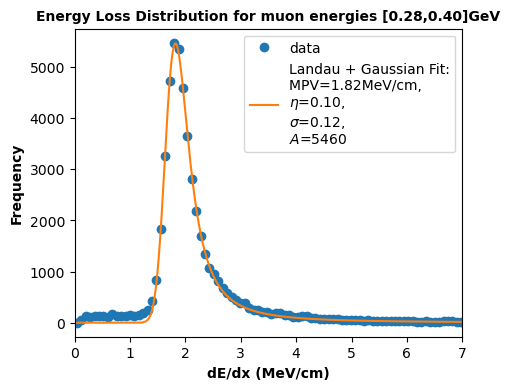 Energy Loss Distribution for muon energies [0.28,0.40]GeV
data
Landau + Gaussian Fit:
MPV=1.82MeV/cm,
η=0.10,
σ=0.12,
A=5460
Frequency
5000
4000
3000
2000
1000
0
0 1 2 3 4 5 6 7
dE/dx (MeV/cm)